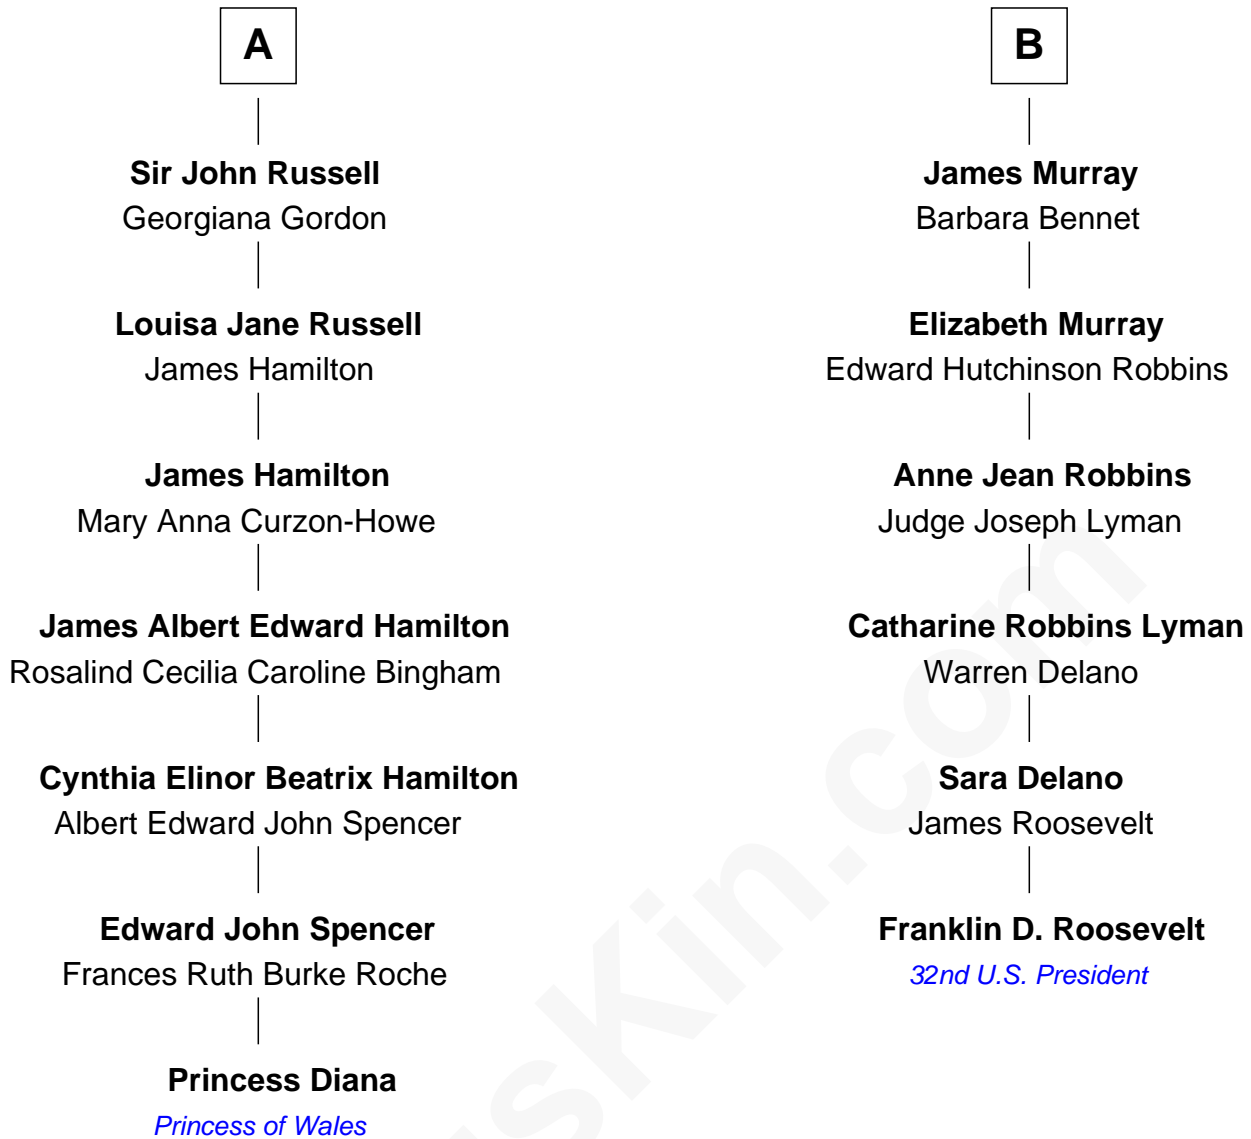 A
Sir John Russell
Georgiana Gordon
Louisa Jane Russell
James Hamilton
James Hamilton
Mary Anna Curzon-Howe
James Albert Edward Hamilton
Rosalind Cecilia Caroline Bingham
Cynthia Elinor Beatrix Hamilton
Albert Edward John Spencer
Edward John Spencer
Frances Ruth Burke Roche
Princess Diana
Princess of Wales
B
James Murray
Barbara Bennet
Elizabeth Murray
Edward Hutchinson Robbins
Anne Jean Robbins
Judge Joseph Lyman
Catharine Robbins Lyman
Warren Delano
Sara Delano
James Roosevelt
Franklin D. Roosevelt
32nd U.S. President
sKin.com